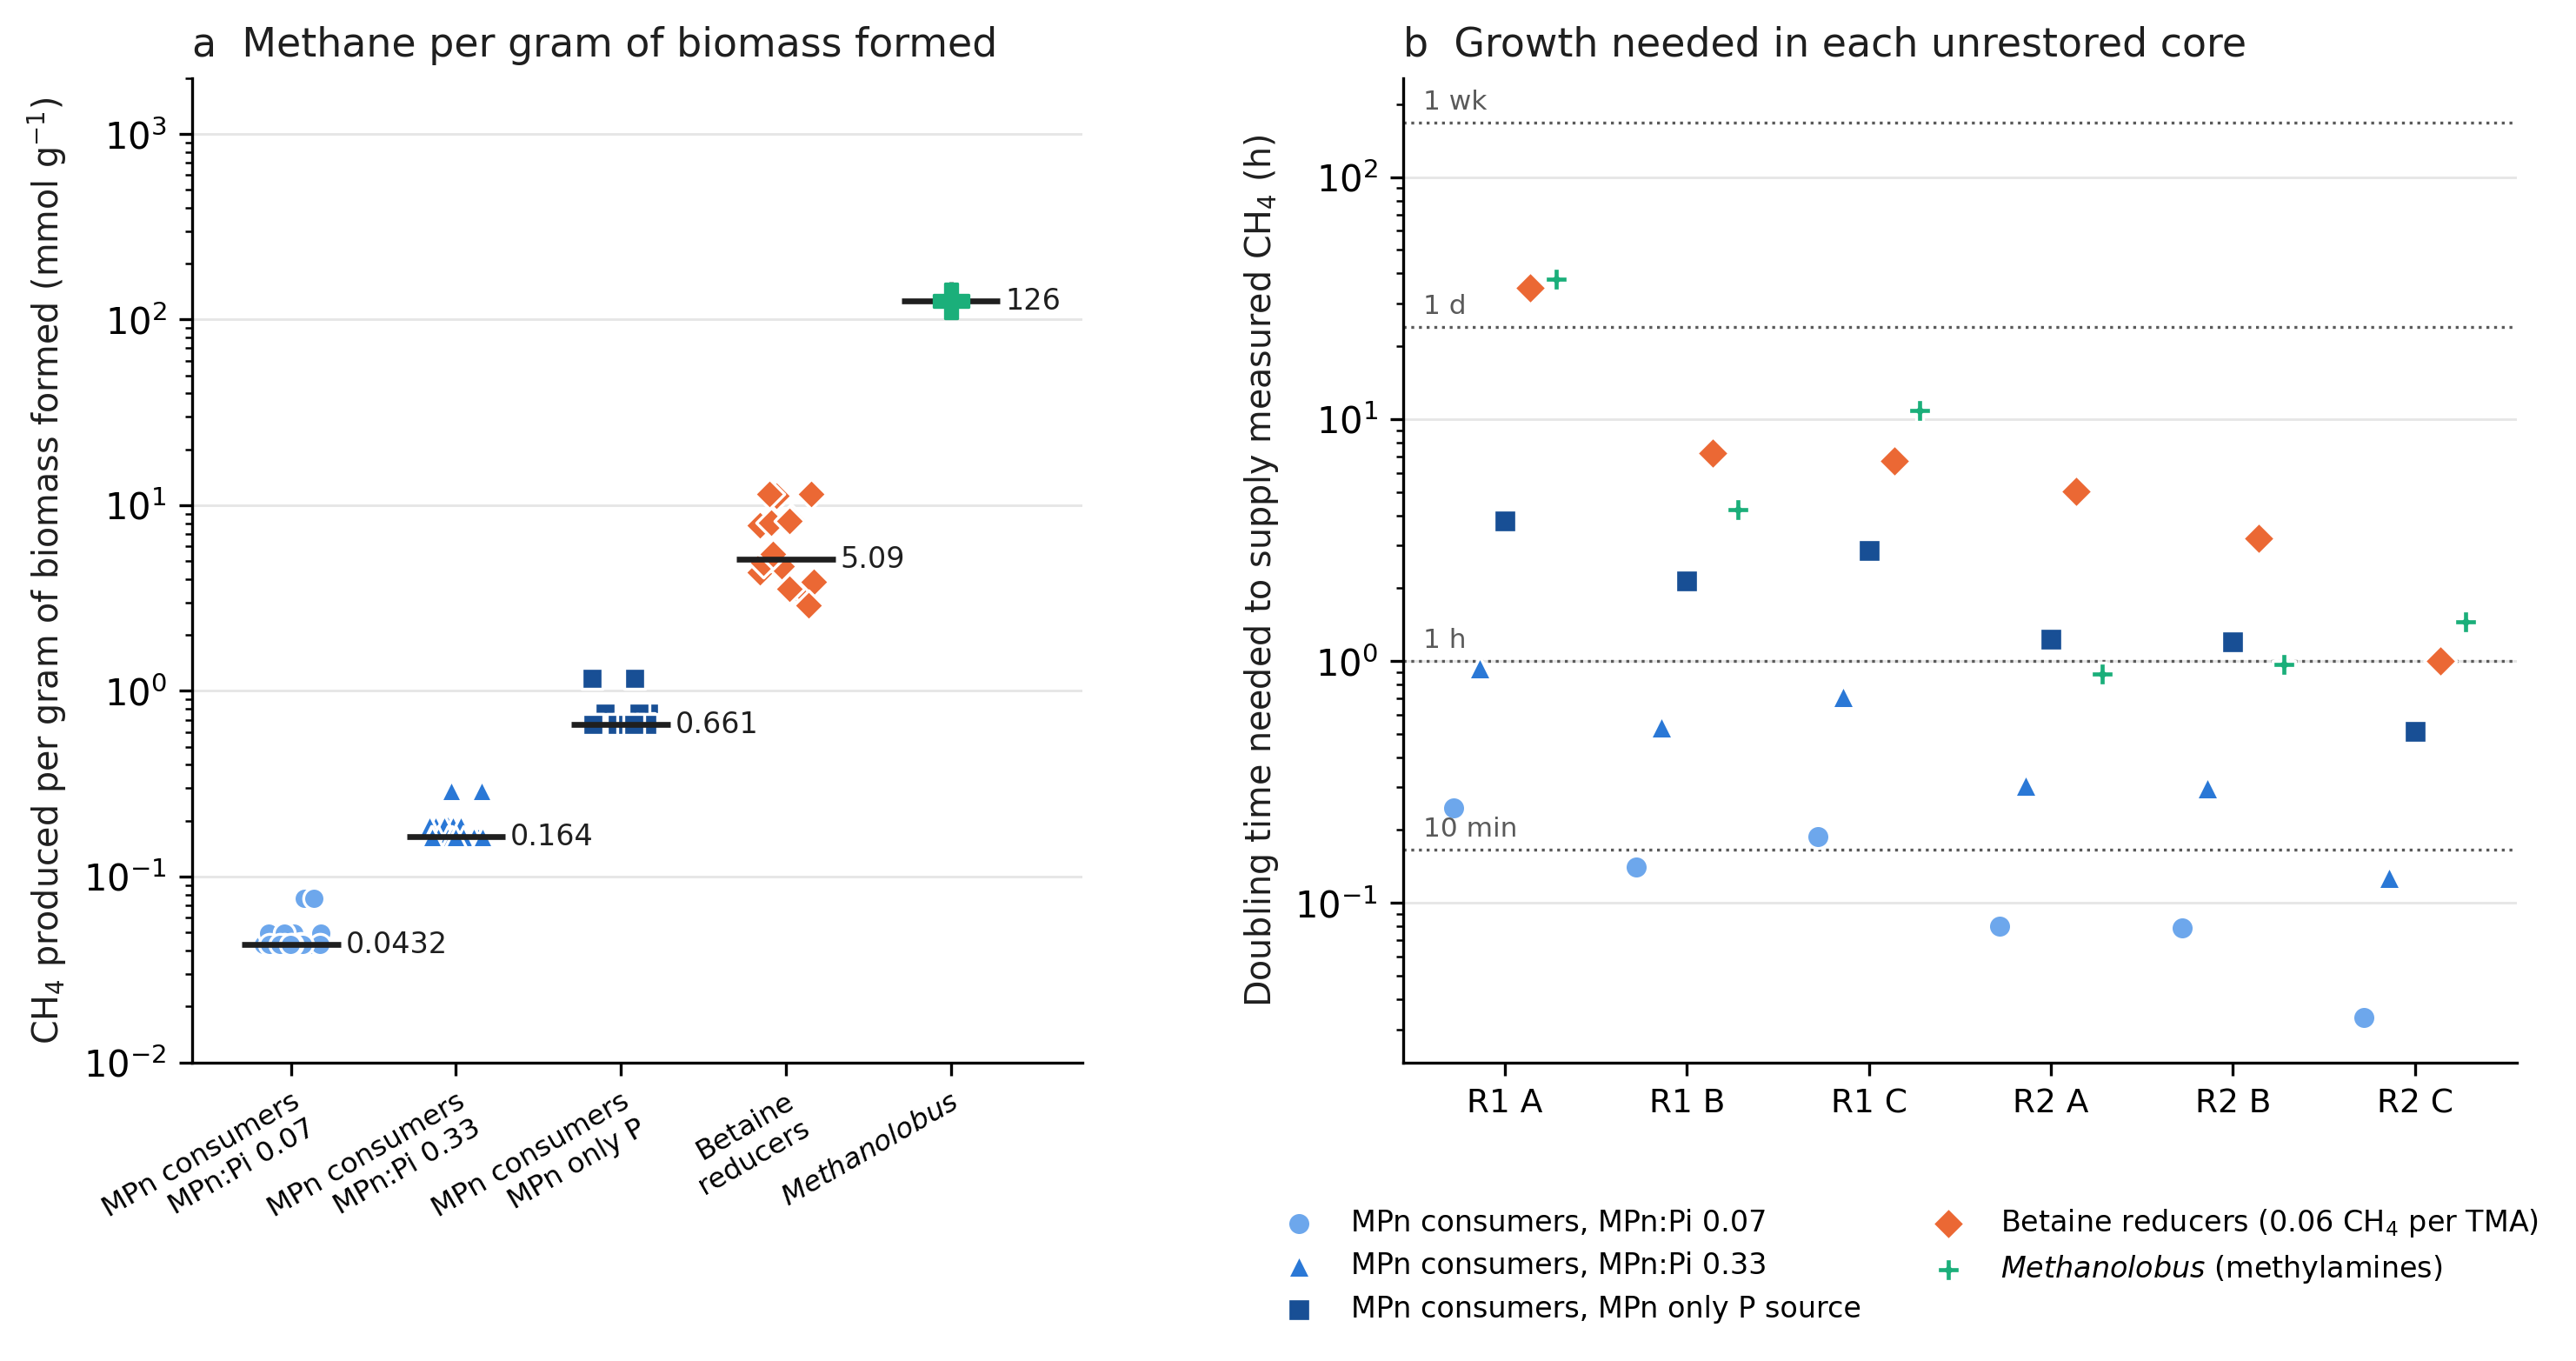 a Methane per gram of biomass formed
CH₄ produced per gram of biomass formed (mmol g⁻¹)
10³
10²
10¹
10⁰
10⁻¹
10⁻²
126
5.09
0.661
0.164
0.0432
MPn consumers
MPn:Pi 0.07
MPn consumers
MPn:Pi 0.33
MPn consumers
MPn only P
Betaine
reducers
Methanolobus
b Growth needed in each unrestored core
Doubling time needed to supply measured CH₄ (h)
10²
10¹
10⁰
10⁻¹
1 wk
1 d
1 h
10 min
R1 A
R1 B
R1 C
R2 A
R2 B
R2 C
MPn consumers, MPn:Pi 0.07
MPn consumers, MPn:Pi 0.33
MPn consumers, MPn only P source
Betaine reducers (0.06 CH₄ per TMA)
Methanolobus (methylamines)